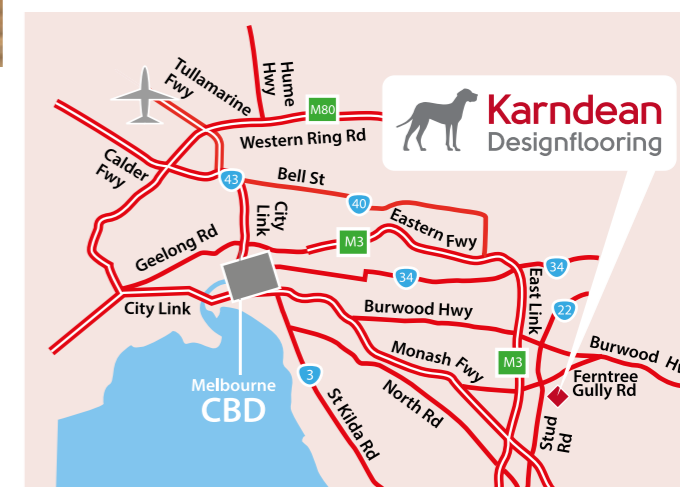 Tullamarine
Fwy
Hume
Hwy
M80
Western Ring Rd
Karndean
Designflooring
Calder
Fwy
43
Bell St
40
City
Link
Eastern Fwy
M3
Geelong Rd
34
34
East Link
22
City Link
Burwood Hwy
Burwood H
Monash Fwy
M3
Ferntree
Gully Rd
Melbourne
CBD
3
St Kilda Rd
North Rd
Stud
Rd